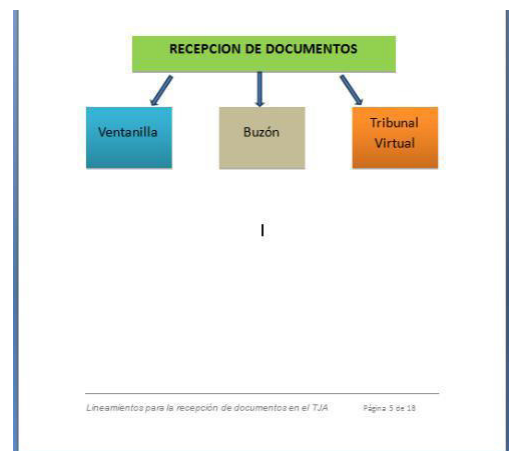 RECEPCION DE DOCUMENTOS
Ventanilla
Buzón
Tribunal
Virtual
Lineamientos para la recepción de documentos en el TJA Página 5 de 18